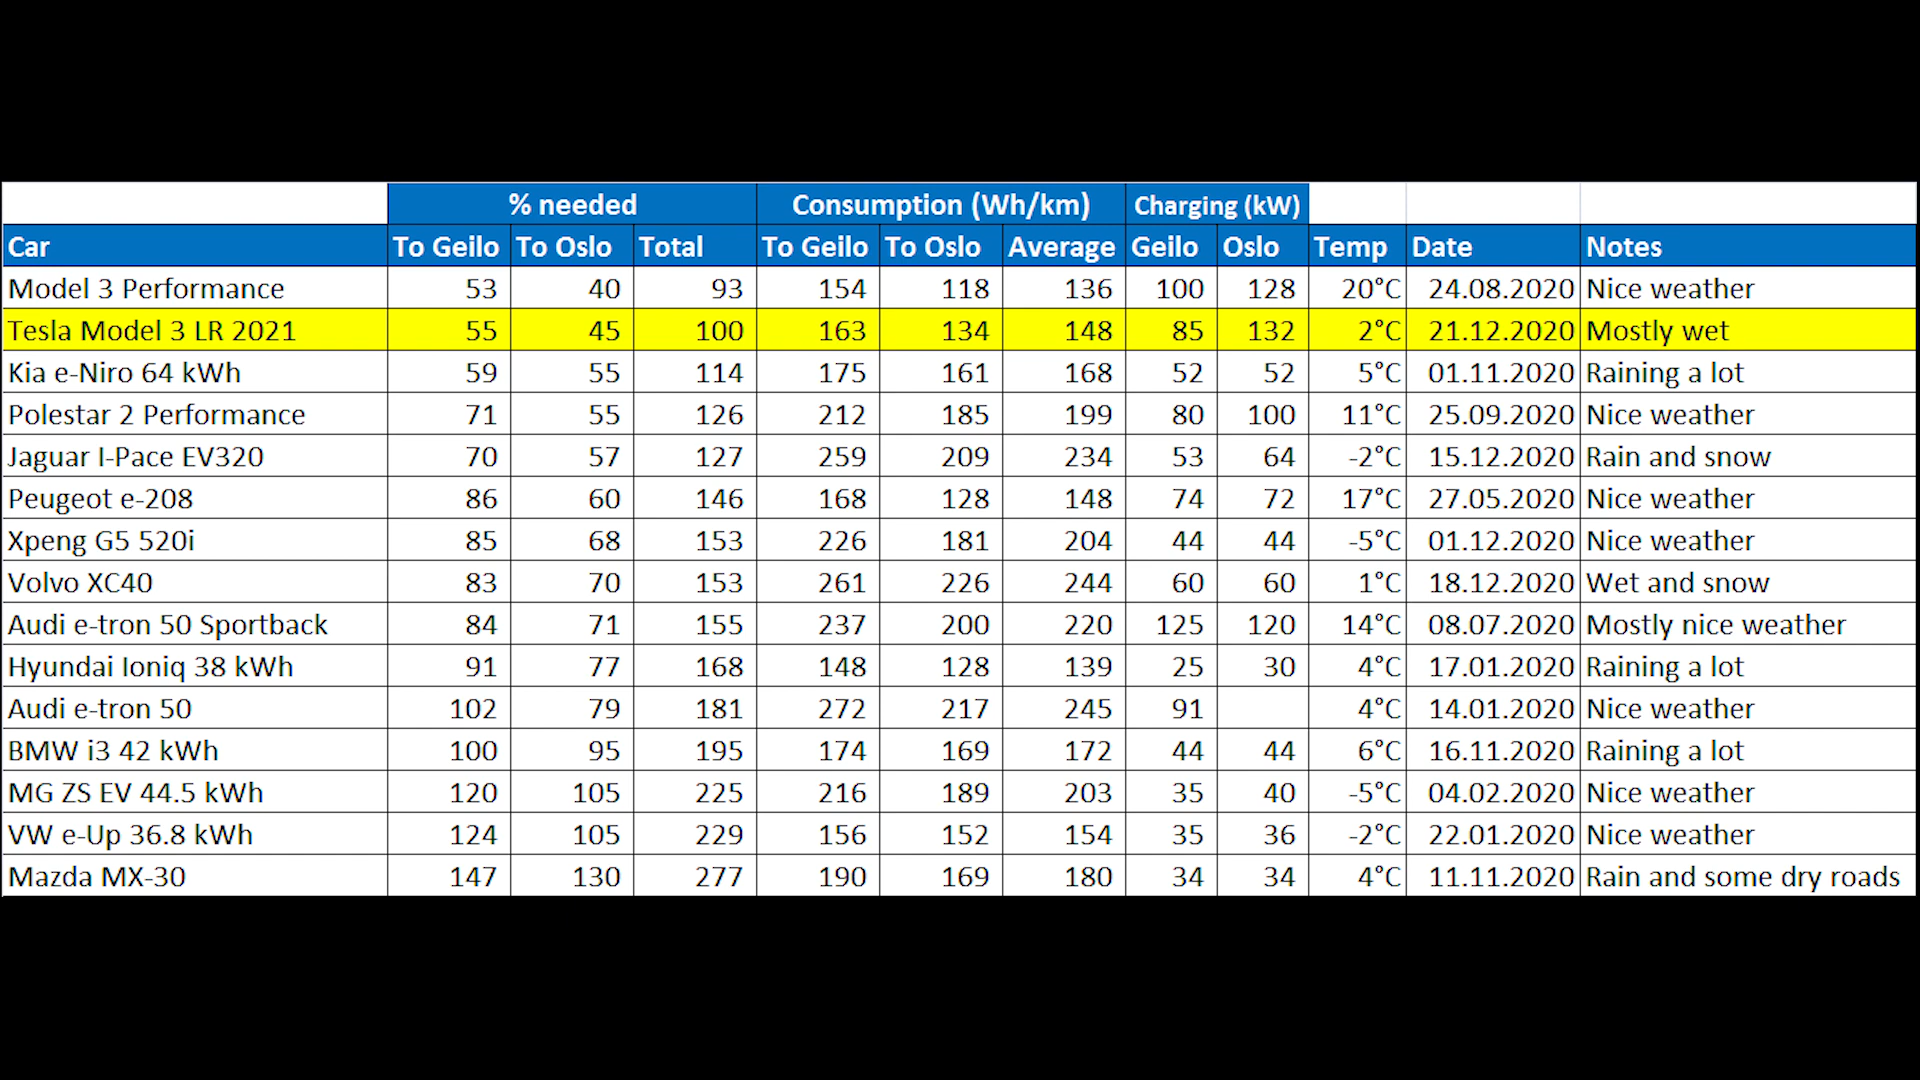 % needed Consumption (Wh/km) Charging (kW)
Car To Geilo To Oslo Total To Geilo To Oslo Average Geilo Oslo Temp Date Notes
Model 3 Performance 53 40 93 154 118 136 100 128 20°C 24.08.2020 Nice weather
Tesla Model 3 LR 2021 55 45 100 163 134 148 85 132 2°C 21.12.2020 Mostly wet
Kia e-Niro 64 kWh 59 55 114 175 161 168 52 52 5°C 01.11.2020 Raining a lot
Polestar 2 Performance 71 55 126 212 185 199 80 100 11°C 25.09.2020 Nice weather
Jaguar I-Pace EV320 70 57 127 259 209 234 53 64 -2°C 15.12.2020 Rain and snow
Peugeot e-208 86 60 146 168 128 148 74 72 17°C 27.05.2020 Nice weather
Xpeng G5 520i 85 68 153 226 181 204 44 44 -5°C 01.12.2020 Nice weather
Volvo XC40 83 70 153 261 226 244 60 60 1°C 18.12.2020 Wet and snow
Audi e-tron 50 Sportback 84 71 155 237 200 220 125 120 14°C 08.07.2020 Mostly nice weather
Hyundai Ioniq 38 kWh 91 77 168 148 128 139 25 30 4°C 17.01.2020 Raining a lot
Audi e-tron 50 102 79 181 272 217 245 91 4°C 14.01.2020 Nice weather
BMW i3 42 kWh 100 95 195 174 169 172 44 44 6°C 16.11.2020 Raining a lot
MG ZS EV 44.5 kWh 120 105 225 216 189 203 35 40 -5°C 04.02.2020 Nice weather
VW e-Up 36.8 kWh 124 105 229 156 152 154 35 36 -2°C 22.01.2020 Nice weather
Mazda MX-30 147 130 277 190 169 180 34 34 4°C 11.11.2020 Rain and some dry roads